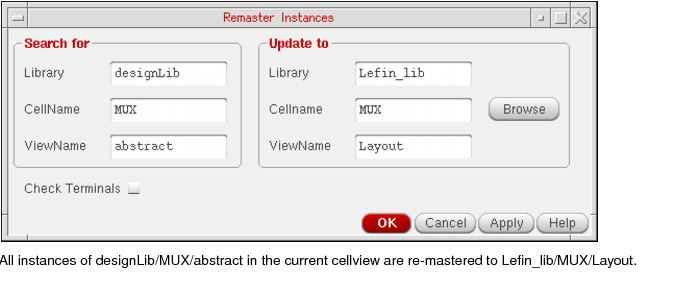 Remaster Instances
Search for
Update to
Library designLib
Library Lefin_lib
CellName MUX
Cellname MUX
Browse
ViewName abstract
ViewName Layout
Check Terminals
OK Cancel Apply Help
All instances of designLib/MUX/abstract in the current cellview are re-mastered to Lefin_lib/MUX/Layout.